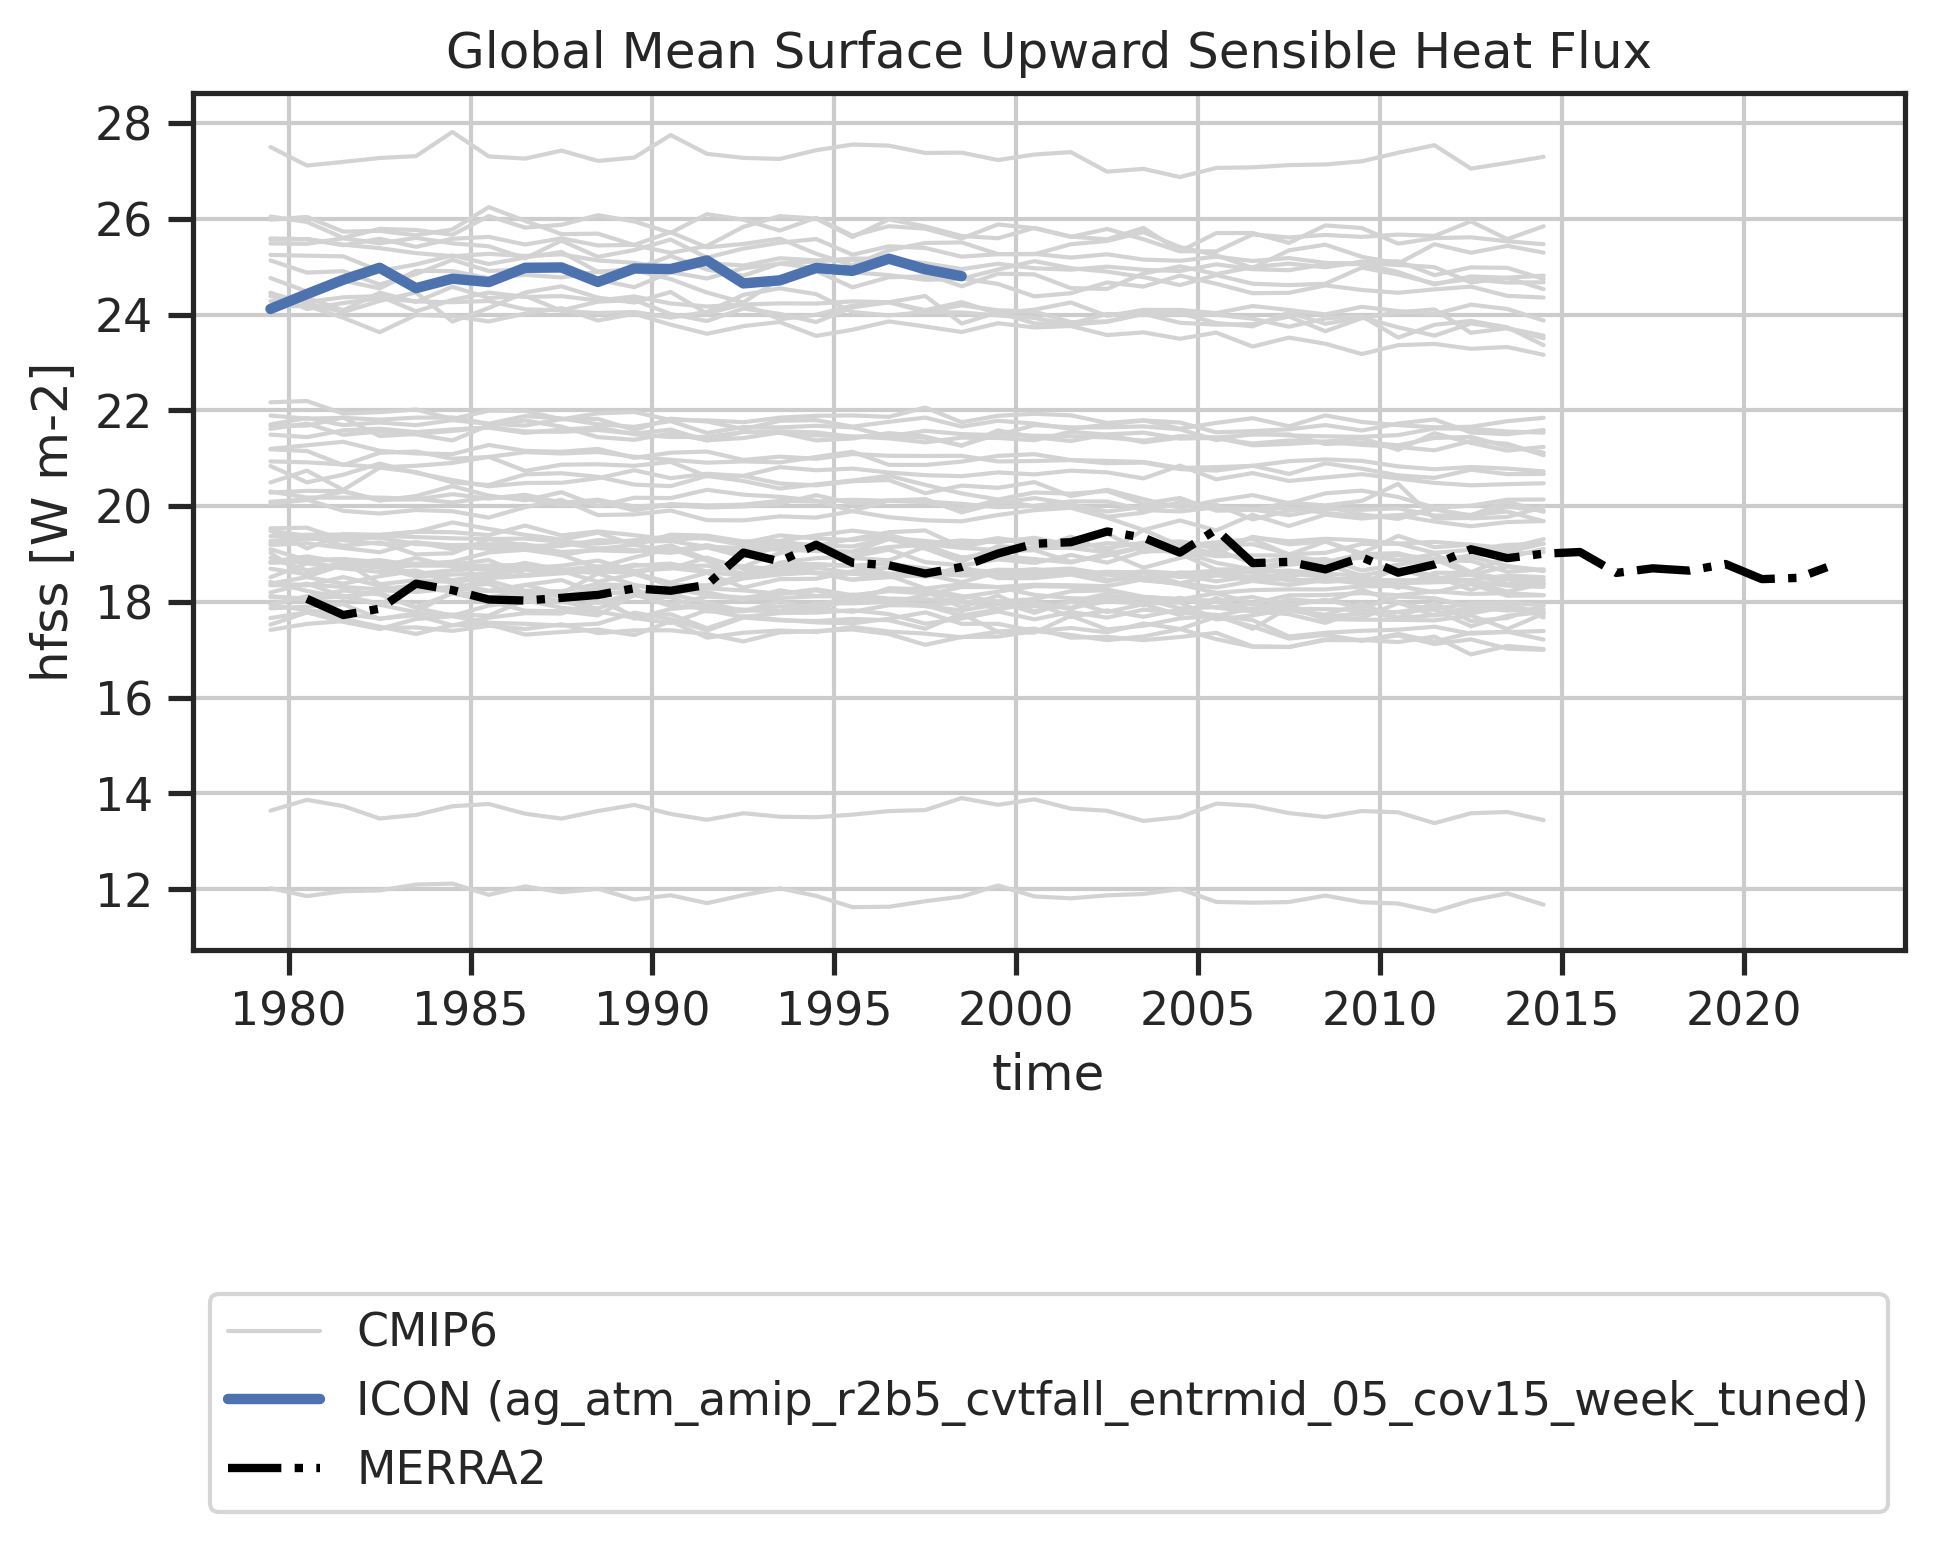 Global Mean Surface Upward Sensible Heat Flux
28
26
24
22
20
18
16
14
12
hfss [W m-2]
1980 1985 1990 1995 2000 2005 2010 2015 2020
time
CMIP6
ICON (ag_atm_amip_r2b5_cvtfall_entrmid_05_cov15_week_tuned)
MERRA2